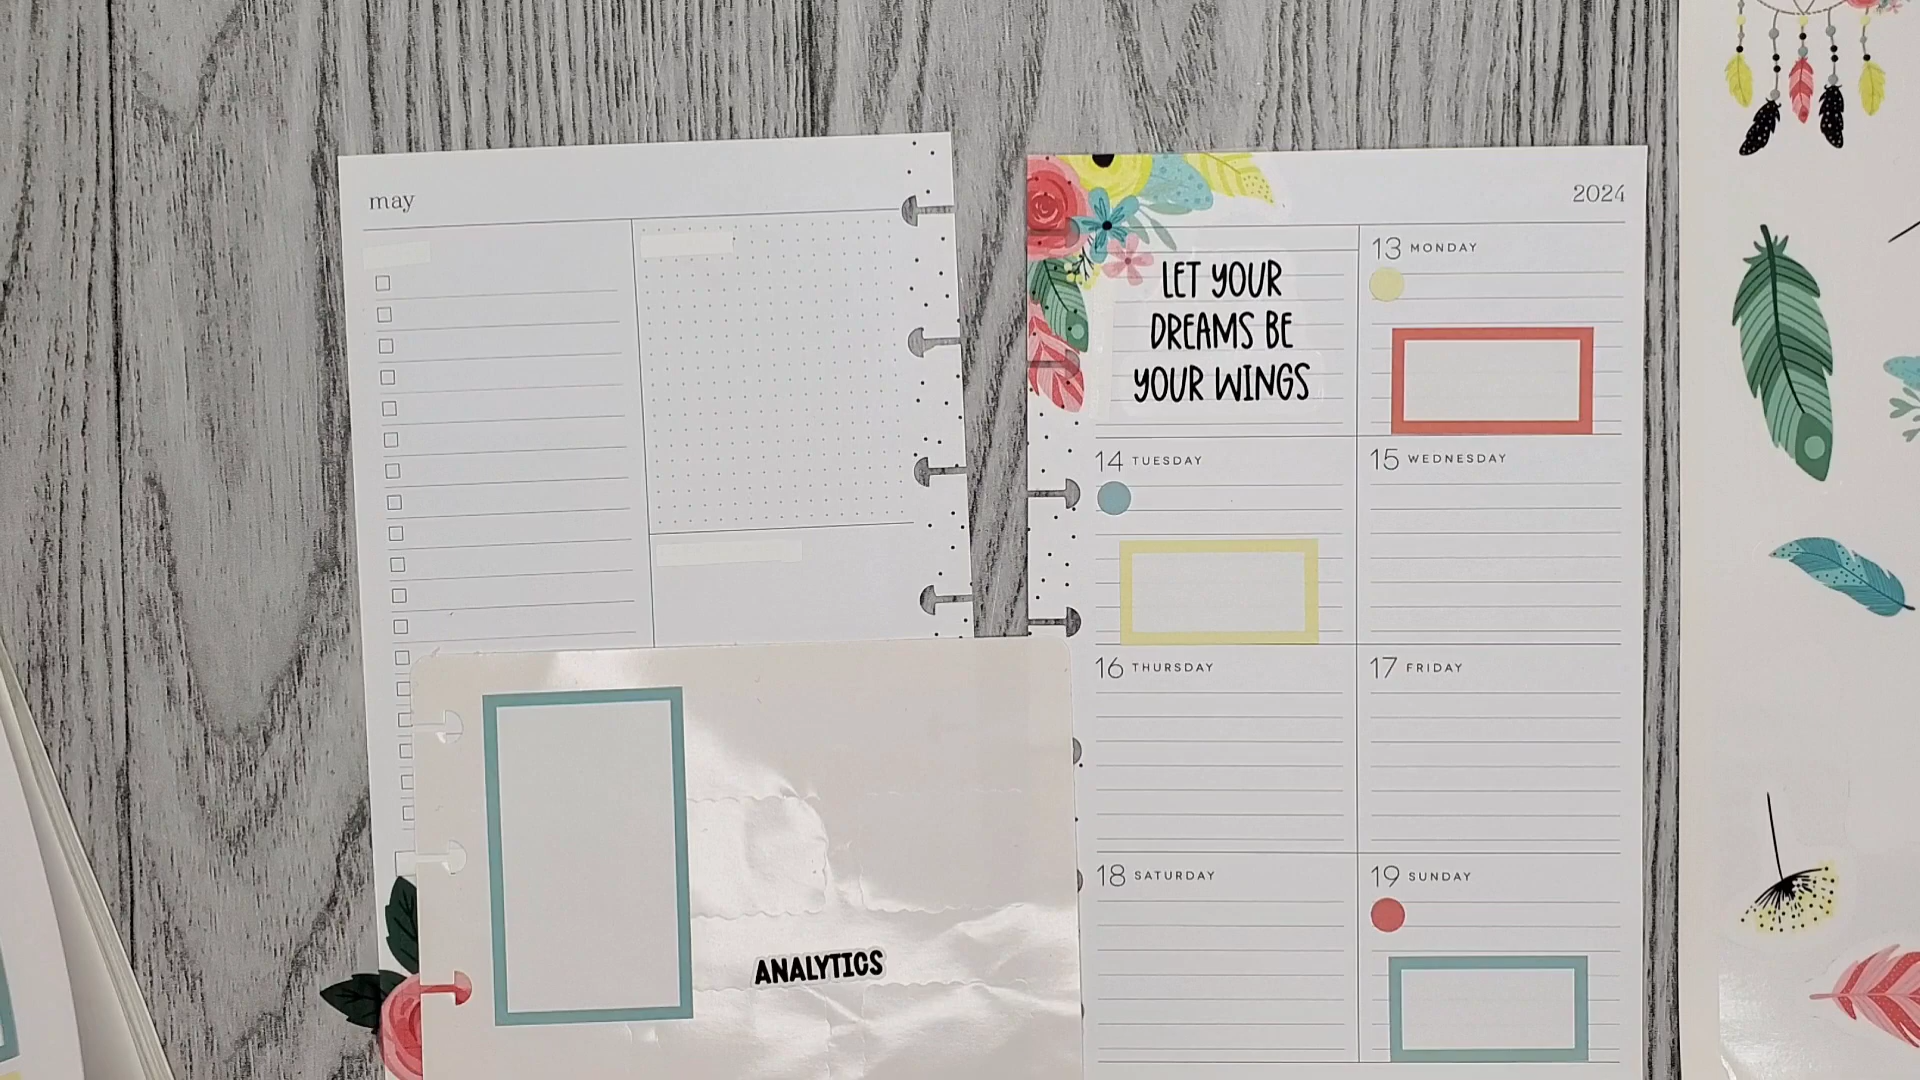 may
2024
LET YOUR
DREAMS BE
YOUR WINGS
13 MONDAY
14 TUESDAY
15 WEDNESDAY
16 THURSDAY
17 FRIDAY
18 SATURDAY
19 SUNDAY
ANALYTICS